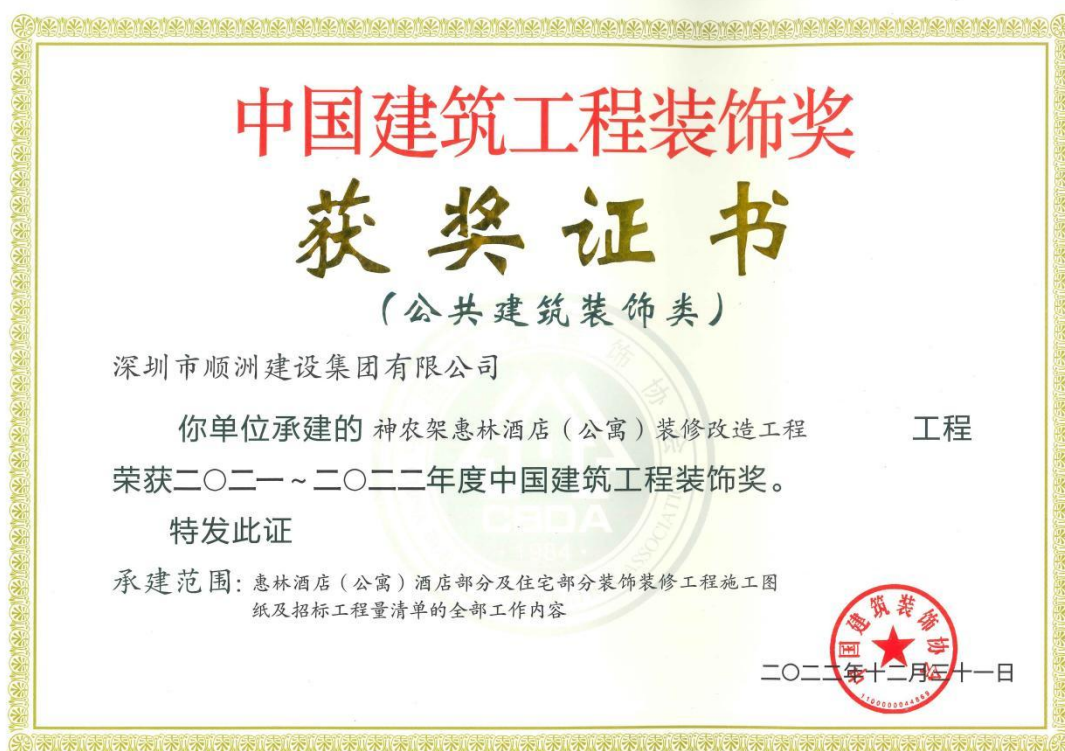 中国建筑工程装饰奖
获奖证书
（公共建筑装饰类）
深圳市顺洲建设集团有限公司
你单位承建的 神农架惠林酒店（公寓）装修改造工程 工程
荣获二〇二一～二〇二二年度中国建筑工程装饰奖。
特发此证
承建范围：惠林酒店（公寓）酒店部分及住宅部分装饰装修工程施工图
纸及招标工程量清单的全部工作内容
中国建筑装饰协会
二〇二二年十二月三十一日
CBDA
1984